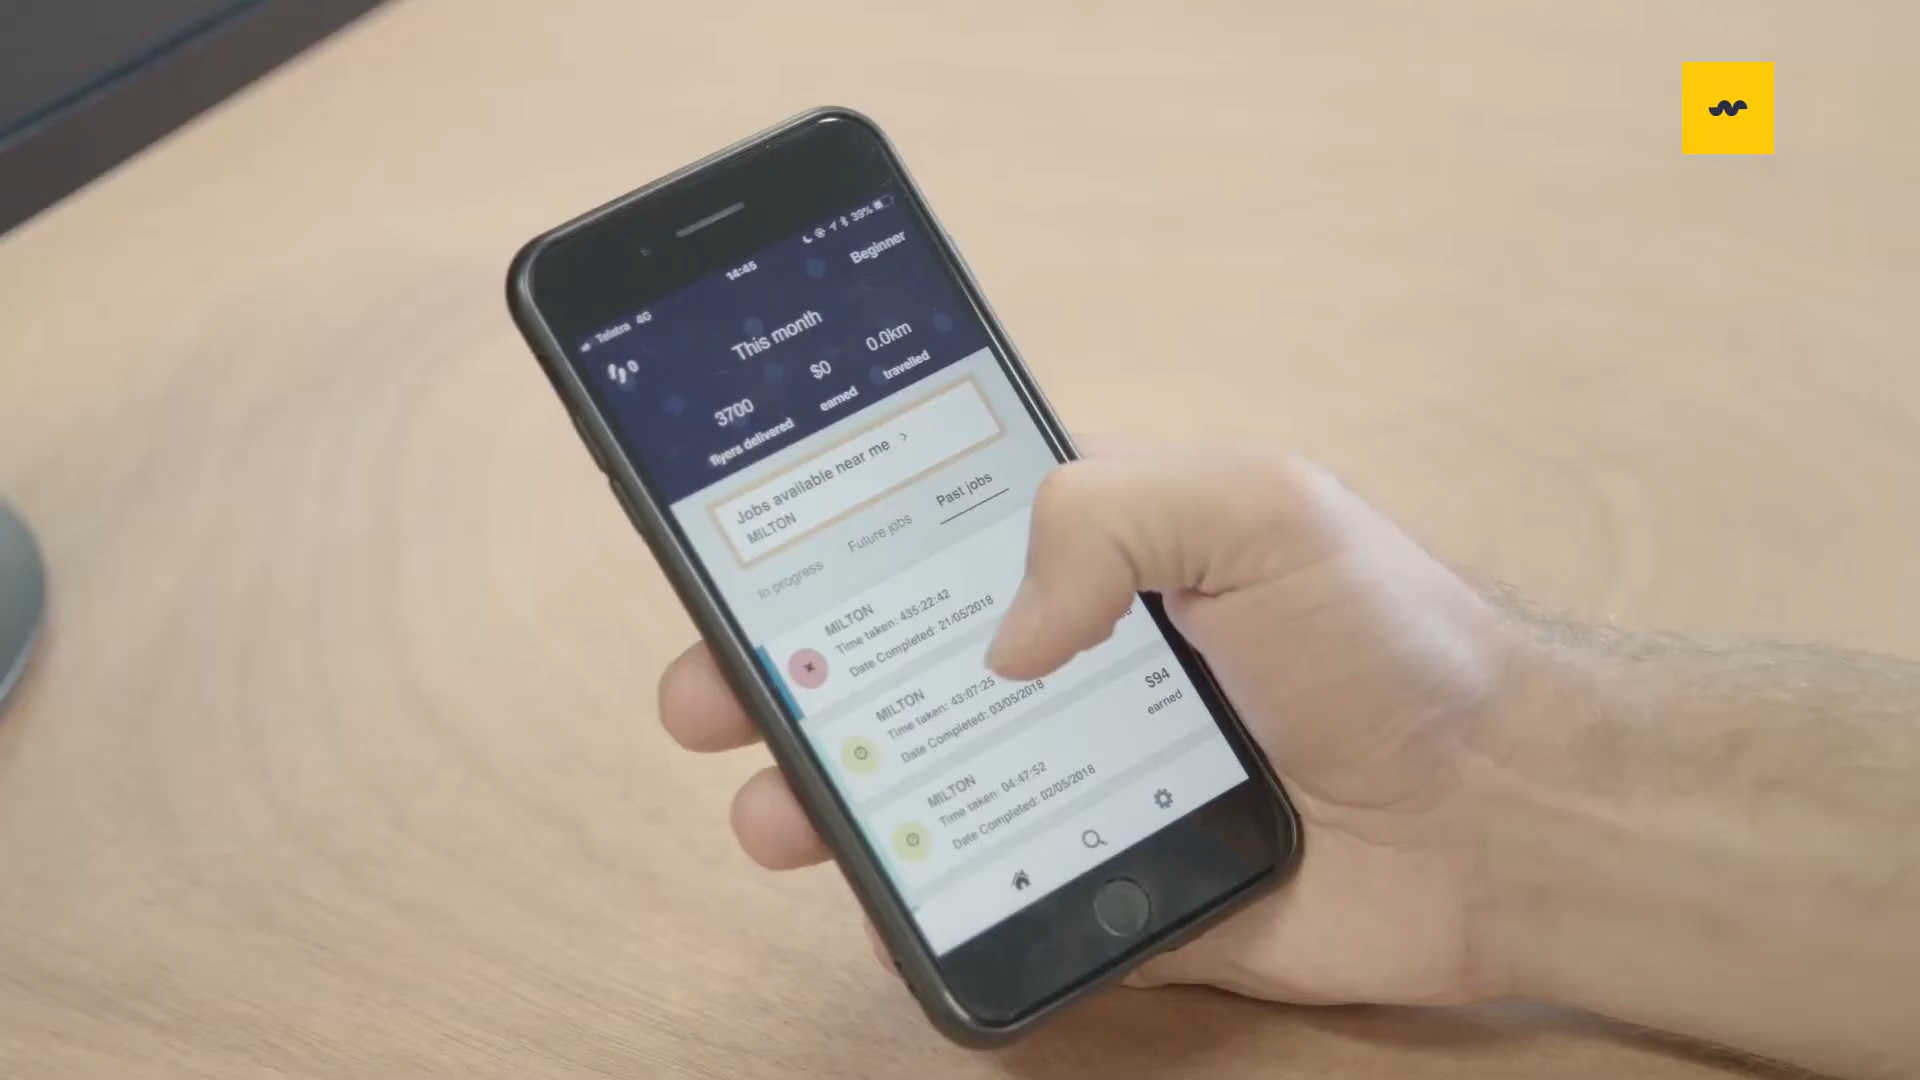 Telstra 4G
14:45
39%
0
Beginner
This month
3700
flyers delivered
$0
earned
0.0km
travelled
Jobs available near me >
MILTON
In progress
Future jobs
Past jobs
MILTON
Time taken: 435:22:42
Date Completed: 21/05/2018
MILTON
Time taken: 43:07:25
Date Completed: 03/05/2018
MILTON
Time taken: 04:47:52
Date Completed: 02/05/2018
$94
earned